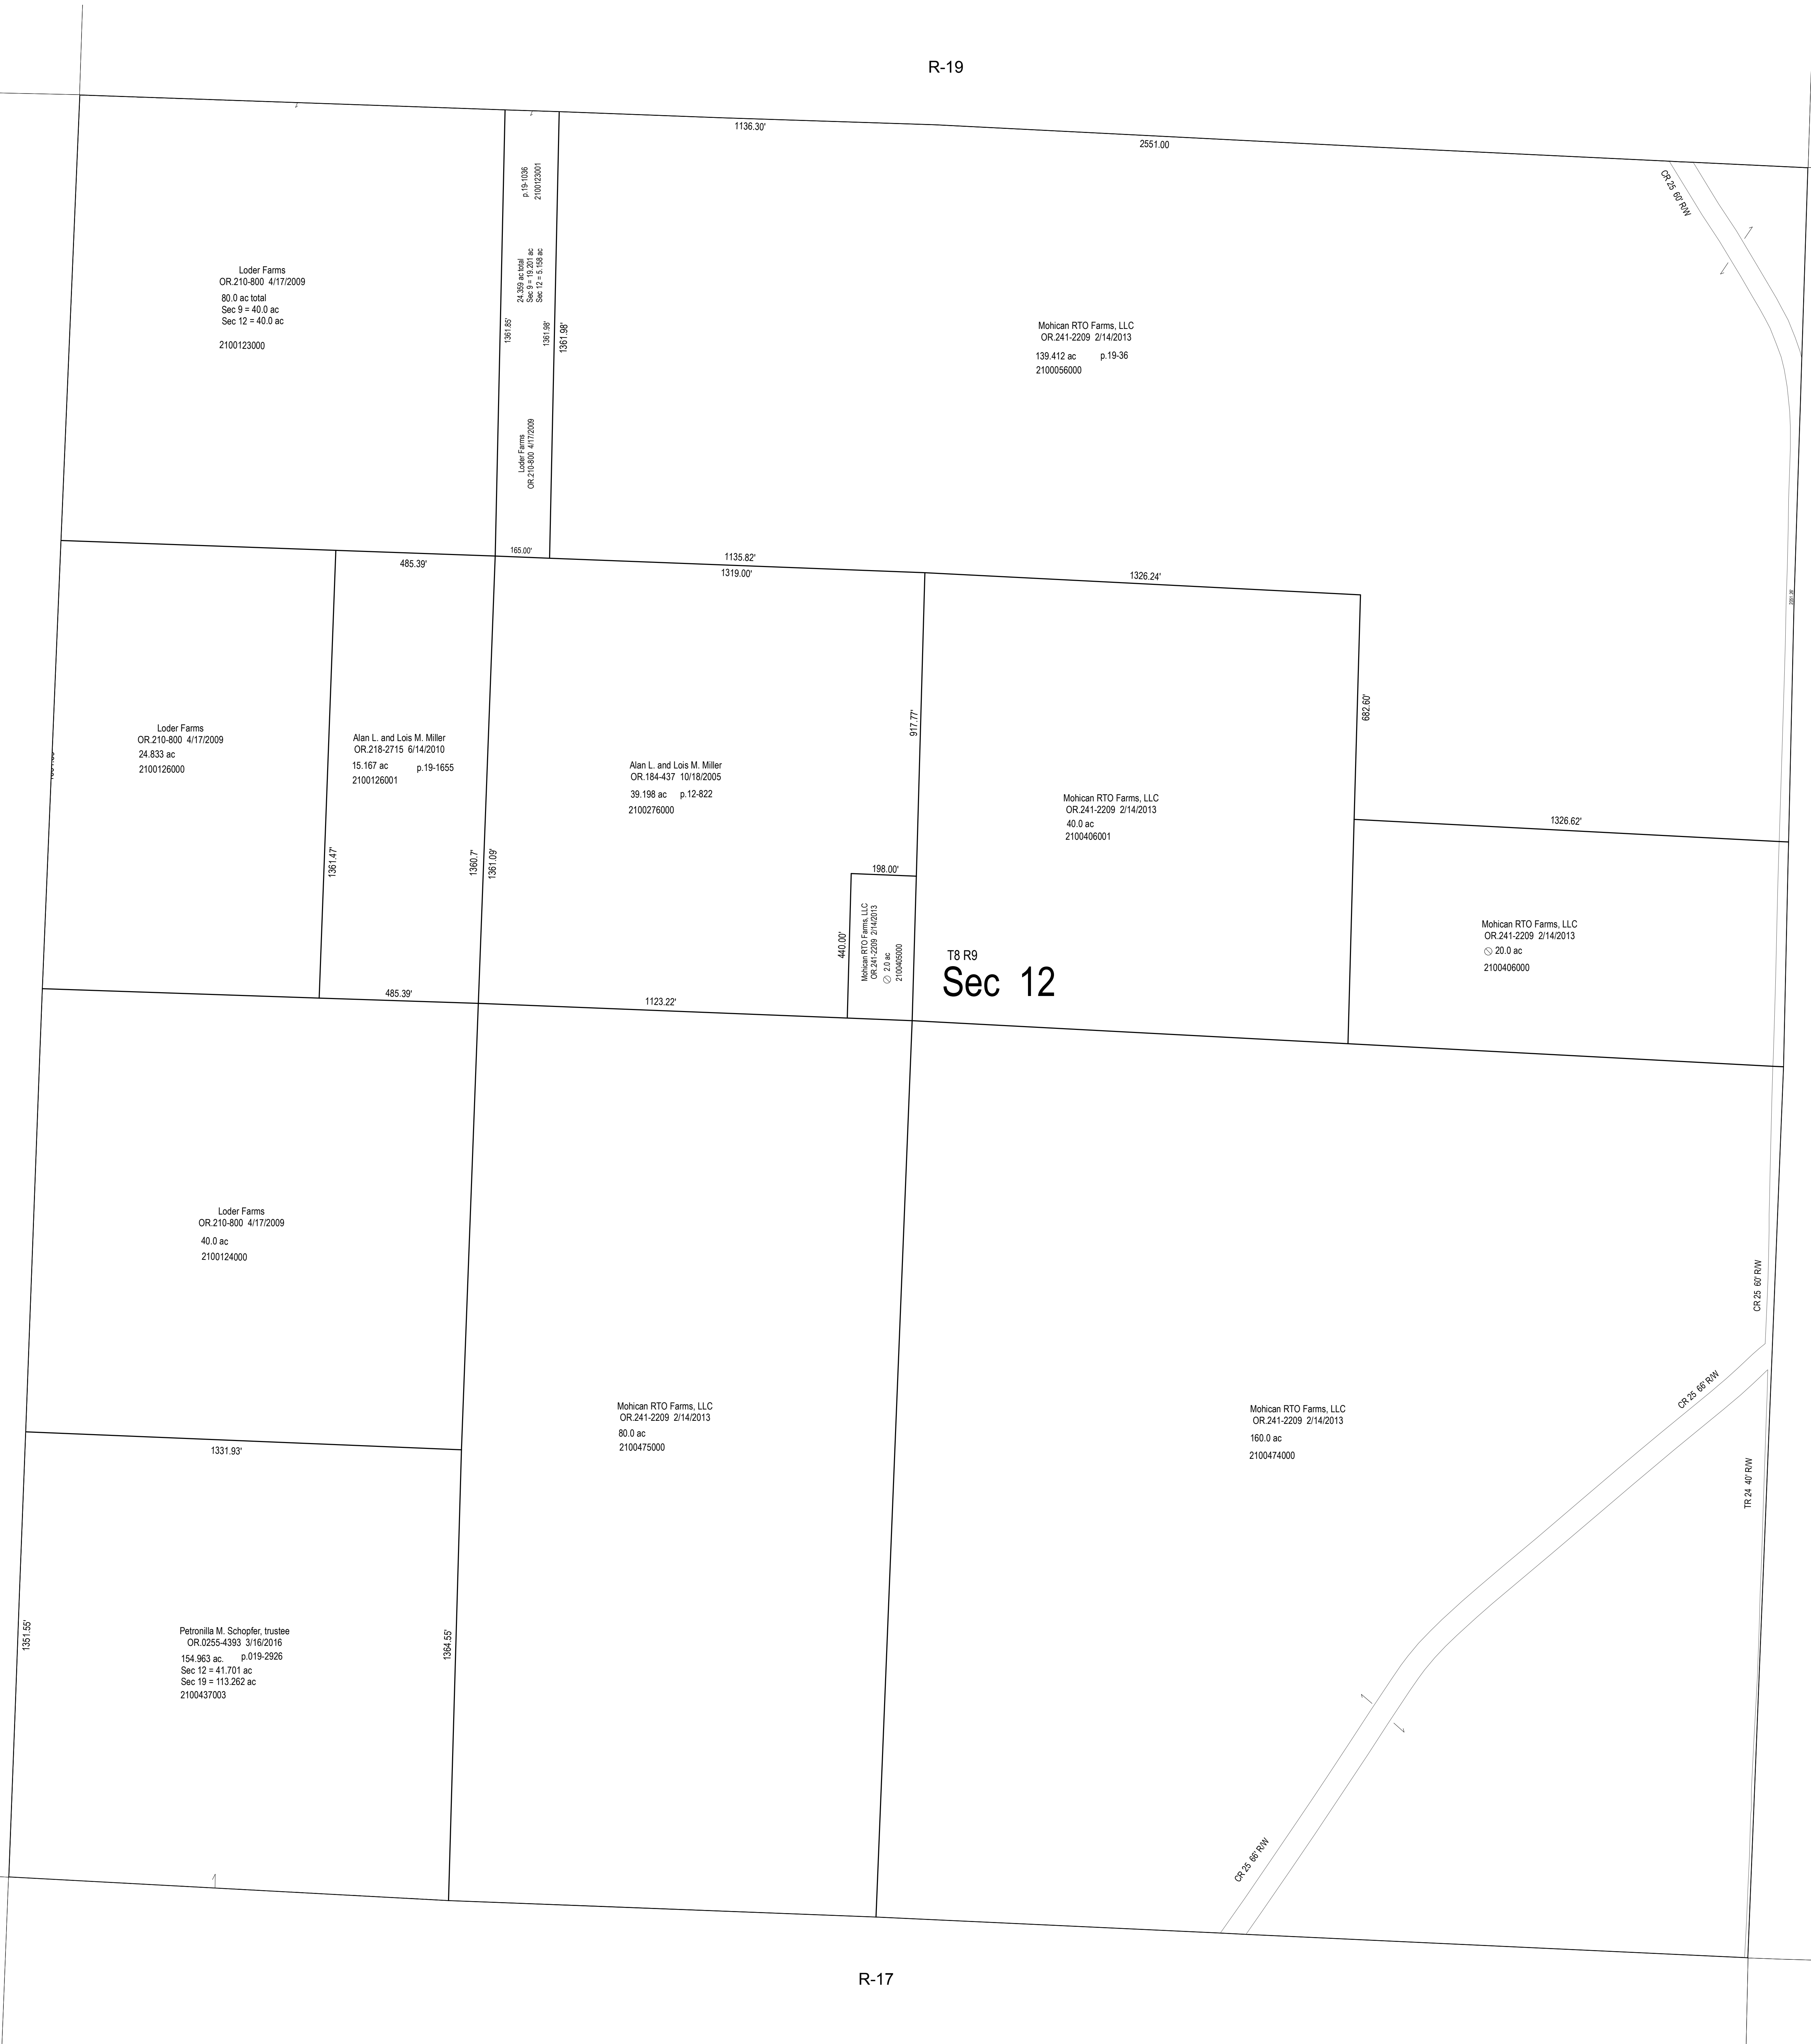 R-19
1136.30'
2551.00
CR 25 60' R/W
p.19-1036
2100123001
24.359 ac total
Sec 9 = 19.201 ac
Sec 12 = 5.158 ac
1361.85'
1361.98'
1361.98'
Loder Farms
OR.210-800 4/17/2009
Loder Farms
OR.210-800 4/17/2009
80.0 ac total
Sec 9 = 40.0 ac
Sec 12 = 40.0 ac
2100123000
Mohican RTO Farms, LLC
OR.241-2209 2/14/2013
139.412 ac p.19-36
2100056000
165.00'
485.39'
1135.82'
1319.00'
1326.24'
682.60'
917.77'
Loder Farms
OR.210-800 4/17/2009
24.833 ac
2100126000
Alan L. and Lois M. Miller
OR.218-2715 6/14/2010
15.167 ac p.19-1655
2100126001
Alan L. and Lois M. Miller
OR.184-437 10/18/2005
39.198 ac p.12-822
2100276000
Mohican RTO Farms, LLC
OR.241-2209 2/14/2013
40.0 ac
2100406001
1326.62'
1361.47'
1360.7'
1361.09'
198.00'
440.00'
Mohican RTO Farms, LLC
OR.241-2209 2/14/2013
2.0 ac
2100405000
T8 R9
Sec 12
Mohican RTO Farms, LLC
OR.241-2209 2/14/2013
20.0 ac
2100406000
485.39'
1123.22'
Loder Farms
OR.210-800 4/17/2009
40.0 ac
2100124000
CR 25 60' R/W
CR 25 66' R/W
Mohican RTO Farms, LLC
OR.241-2209 2/14/2013
80.0 ac
2100475000
Mohican RTO Farms, LLC
OR.241-2209 2/14/2013
160.0 ac
2100474000
1331.93'
TR 24 40' R/W
1351.55'
1364.55'
Petronilla M. Schopfer, trustee
OR.0255-4393 3/16/2016
154.963 ac. p.019-2926
Sec 12 = 41.701 ac
Sec 19 = 113.262 ac
2100437003
CR 25 66' R/W
R-17